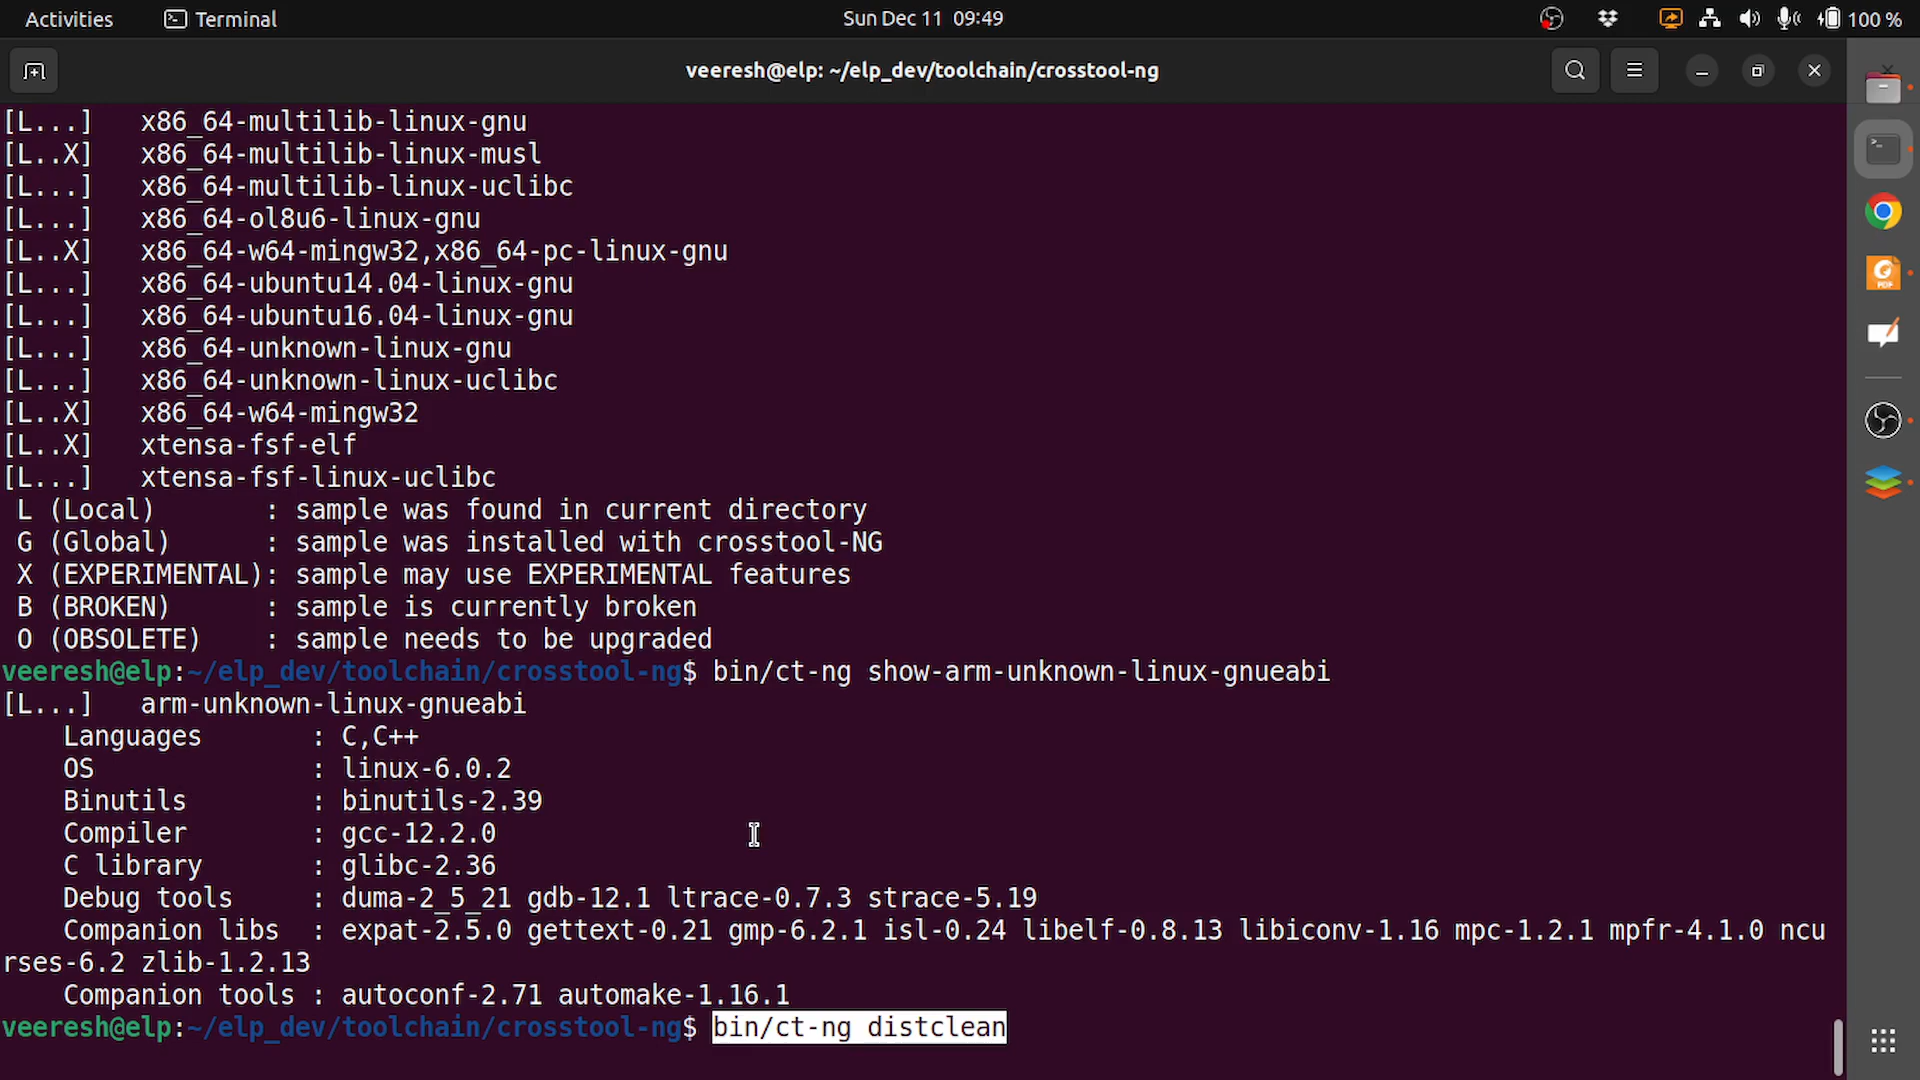 Activities Terminal Sun Dec 11 09:49 100 %
veeresh@elp: ~/elp_dev/toolchain/crosstool-ng
[L...]   x86_64-multilib-linux-gnu
[L..X]   x86_64-multilib-linux-musl
[L...]   x86_64-multilib-linux-uclibc
[L...]   x86_64-ol8u6-linux-gnu
[L..X]   x86_64-w64-mingw32,x86_64-pc-linux-gnu
[L...]   x86_64-ubuntu14.04-linux-gnu
[L...]   x86_64-ubuntu16.04-linux-gnu
[L...]   x86_64-unknown-linux-gnu
[L...]   x86_64-unknown-linux-uclibc
[L..X]   x86_64-w64-mingw32
[L..X]   xtensa-fsf-elf
[L...]   xtensa-fsf-linux-uclibc
L (Local)       : sample was found in current directory
G (Global)      : sample was installed with crosstool-NG
X (EXPERIMENTAL): sample may use EXPERIMENTAL features
B (BROKEN)      : sample is currently broken
O (OBSOLETE)    : sample needs to be upgraded
veeresh@elp:~/elp_dev/toolchain/crosstool-ng$ bin/ct-ng show-arm-unknown-linux-gnueabi
[L...]   arm-unknown-linux-gnueabi
Languages       : C,C++
OS              : linux-6.0.2
Binutils        : binutils-2.39
Compiler        : gcc-12.2.0
C library       : glibc-2.36
Debug tools     : duma-2_5_21 gdb-12.1 ltrace-0.7.3 strace-5.19
Companion libs  : expat-2.5.0 gettext-0.21 gmp-6.2.1 isl-0.24 libelf-0.8.13 libiconv-1.16 mpc-1.2.1 mpfr-4.1.0 ncu
rses-6.2 zlib-1.2.13
Companion tools : autoconf-2.71 automake-1.16.1
veeresh@elp:~/elp_dev/toolchain/crosstool-ng$ bin/ct-ng distclean
PDF